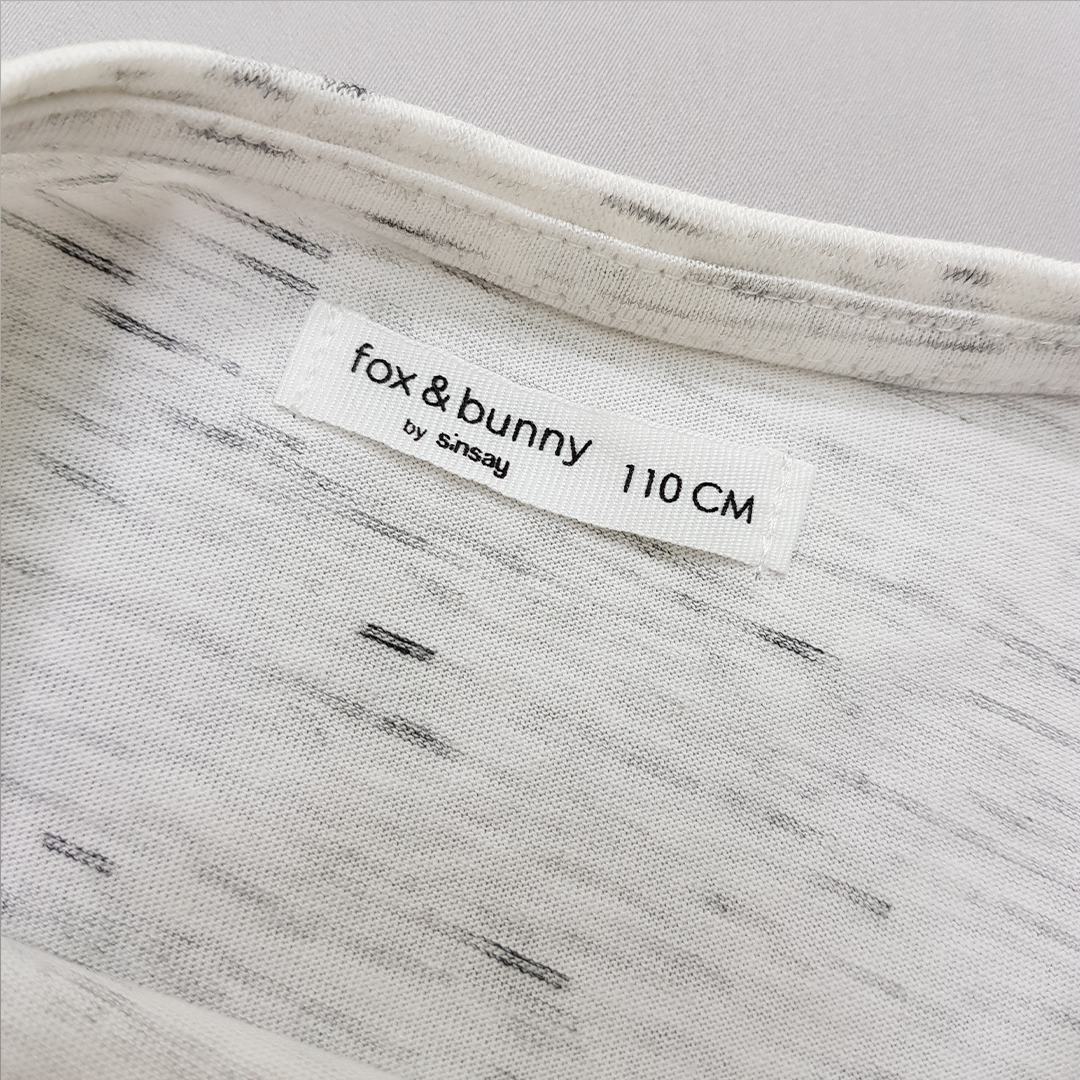 fox & bunny
by sinsay
110 CM